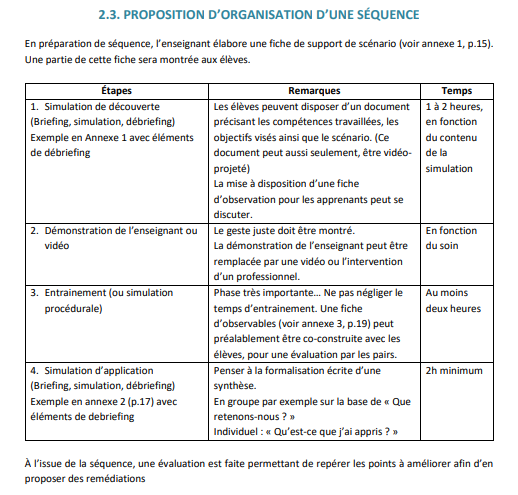 2.3. PROPOSITION D'ORGANISATION D'UNE SÉQUENCE
En préparation de séquence, l'enseignant élabore une fiche de support de scénario (voir annexe 1, p.15).
Une partie de cette fiche sera montrée aux élèves.
Étapes
Remarques
Temps
1. Simulation de découverte
(Briefing, simulation, débriefing)
Exemple en Annexe 1 avec éléments
de débriefing
Les élèves peuvent disposer d'un document
précisant les compétences travaillées, les
objectifs visés ainsi que le scénario. (Ce
document peut aussi seulement, être vidéo-
projeté)
La mise à disposition d'une fiche
d'observation pour les apprenants peut se
discuter.
1 à 2 heures,
en fonction
du contenu
de la
simulation
2. Démonstration de l'enseignant ou
vidéo
Le geste juste doit être montré.
La démonstration de l'enseignant peut être
remplacée par une vidéo ou l'intervention
d'un professionnel.
En fonction
du soin
3. Entrainement (ou simulation
procédurale)
Phase très importante... Ne pas négliger le
temps d'entrainement. Une fiche
d'observables (voir annexe 3, p.19) peut
préalablement être co-construite avec les
élèves, pour une évaluation par les pairs.
Au moins
deux heures
4. Simulation d'application
(Briefing, simulation, débriefing)
Exemple en annexe 2 (p.17) avec
éléments de debriefing
Penser à la formalisation écrite d'une
synthèse.
En groupe par exemple sur la base de « Que
retenons-nous ? »
Individuel : « Qu'est-ce que j'ai appris ? »
2h minimum
À l'issue de la séquence, une évaluation est faite permettant de repérer les points à améliorer afin d'en
proposer des remédiations